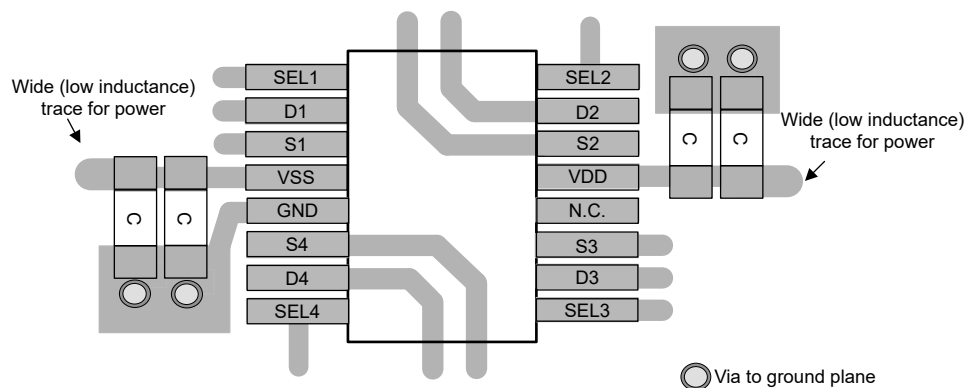 Wide (low inductance)
trace for power
SEL1
D1
S1
VSS
GND
S4
D4
SEL4
C
C
SEL2
D2
S2
VDD
N.C.
S3
D3
SEL3
C
C
Wide (low inductance)
trace for power
Via to ground plane